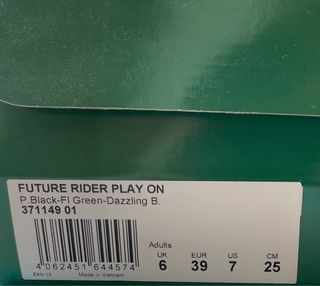 FUTURE RIDER PLAY ON
P.Black-Fl Green-Dazzling B.
371149 01
Adults
UK EUR US CM
6 39 7 25
4 062451 644574
EAN-13 Made in Vietnam